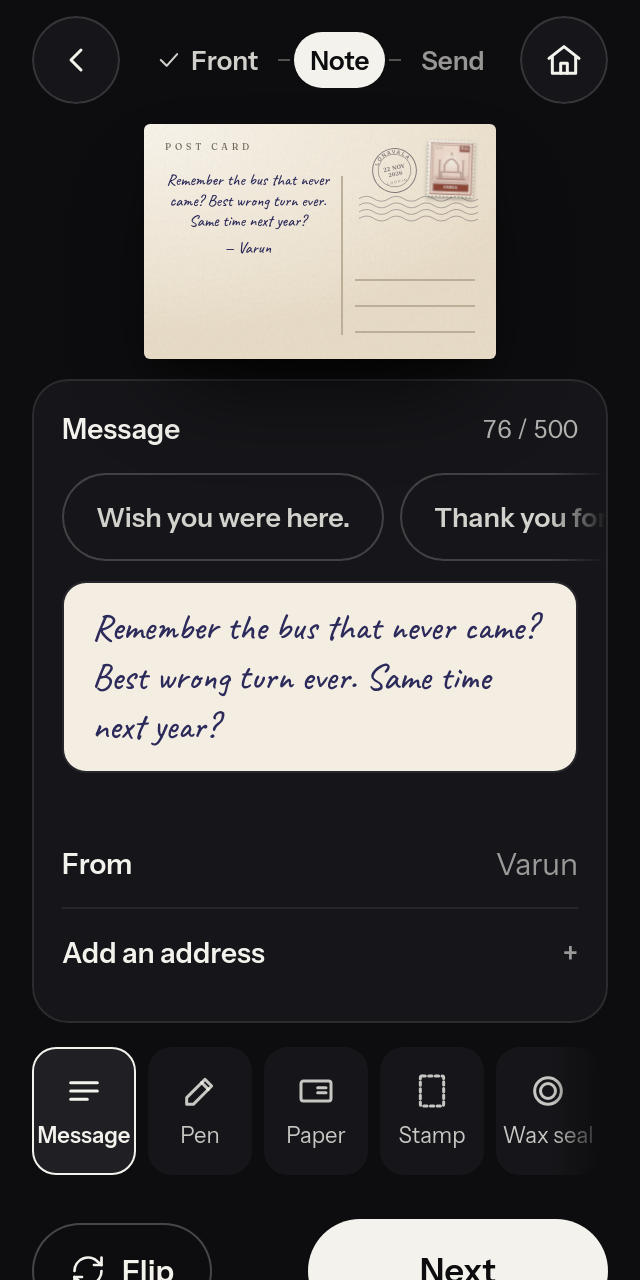 Front
Note
Send
POST CARD
LONAVALA
22 NOV
2026
INDIA
Remember the bus that never
came? Best wrong turn ever.
Same time next year?
– Varun
Message
76 / 500
Wish you were here.
Thank you for
Remember the bus that never came?
Best wrong turn ever. Same time
next year?
From
Varun
Add an address
+
Message
Pen
Paper
Stamp
Wax seal
Flip
Next